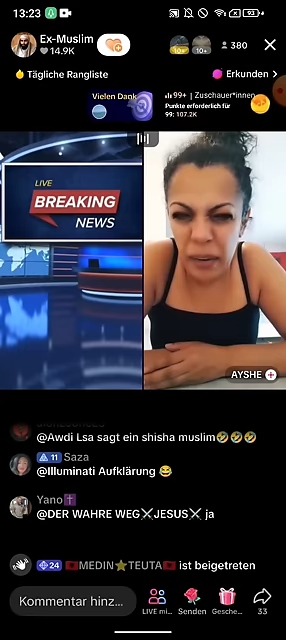 13:23
Ex-Muslim
14.9K
10+
380
Tägliche Rangliste
Erkunden >
Vielen Dank
99+ | Zuschauer*innen
Punkte erforderlich für
99: 107.2K
LIVE
BREAKING
NEWS
AYSHE
@Awdi Lsa sagt ein shisha muslim🤣🤣🤣
11 Saza
@Illuminati Aufklärung 😂
Yano✝️
@DER WAHRE WEG⚔JESUS⚔ ja
24 🇦🇱MEDIN⭐TEUTA🇦🇱 ist beigetreten
Kommentar hinz...
LIVE mi...
Senden
Gesche...
33